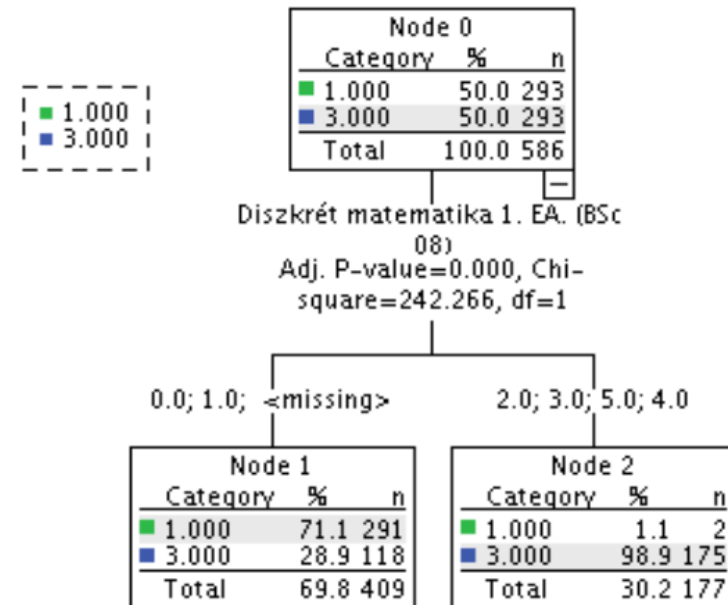 Node 0
Category % n
1.000 50.0 293
3.000 50.0 293
Total 100.0 586
1.000
3.000
Diszkrét matematika 1. EA. (BSc
08)
Adj. P-value=0.000, Chi-
square=242.266, df=1
0.0; 1.0; <missing>
2.0; 3.0; 5.0; 4.0
Node 1
Category % n
1.000 71.1 291
3.000 28.9 118
Total 69.8 409
Node 2
Category % n
1.000 1.1 2
3.000 98.9 175
Total 30.2 177